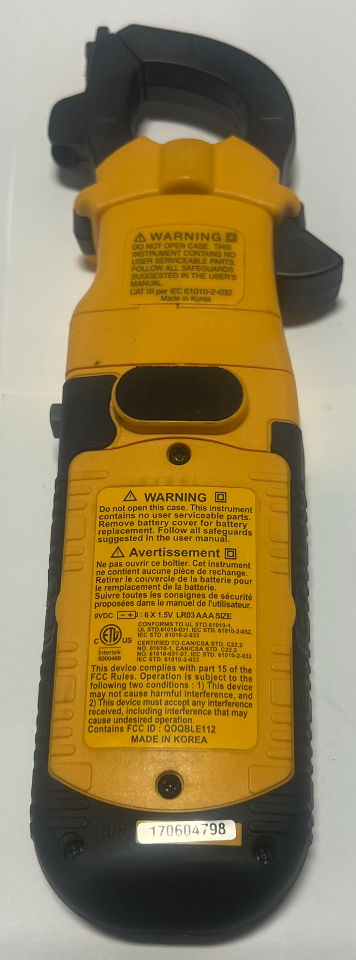 WARNING
DO NOT OPEN CASE. THIS
INSTRUMENT CONTAINS NO
USER SERVICEABLE PARTS.
FOLLOW ALL SAFEGUARDS
SUGGESTED IN THE USER'S
MANUAL.
CAT III per IEC 61010-2-032
Made in Korea
WARNING
Do not open this case. This instrument
contains no user serviceable parts.
Remove battery cover for battery
replacement. Follow all safeguards
suggested in the user manual.
Avertissement
Ne pas ouvrir ce boîtier. Cet instrument
ne contient aucune pièce de rechange.
Retirer le couvercle de la batterie pour
le remplacement de la batterie.
Suivre toutes les consignes de sécurité
proposées dans le manuel de l'utilisateur.
9VDC : 6 X 1.5V LR03 AAA SIZE
CONFORMS TO UL STD.61010-1,
UL STD.61010-031, IEC STD. 61010-2-032,
IEC STD. 61010-2-033
C ETL US
CERTIFIED TO CAN/CSA STD. C22.2
NO. 61010-1, CAN/CSA STD. C22.2
NO. 61010-031-07, IEC STD. 61010-2-032
IEC STD. 61010-2-033
Intertek
5000488
This device complies with part 15 of the
FCC Rules. Operation is subject to the
following two conditions : 1) This device
may not cause harmful interference, and
2) This device must accept any interference
received, including interference that may
cause undesired operation.
Contains FCC ID : QOQBLE112
MADE IN KOREA
S/N 170604798